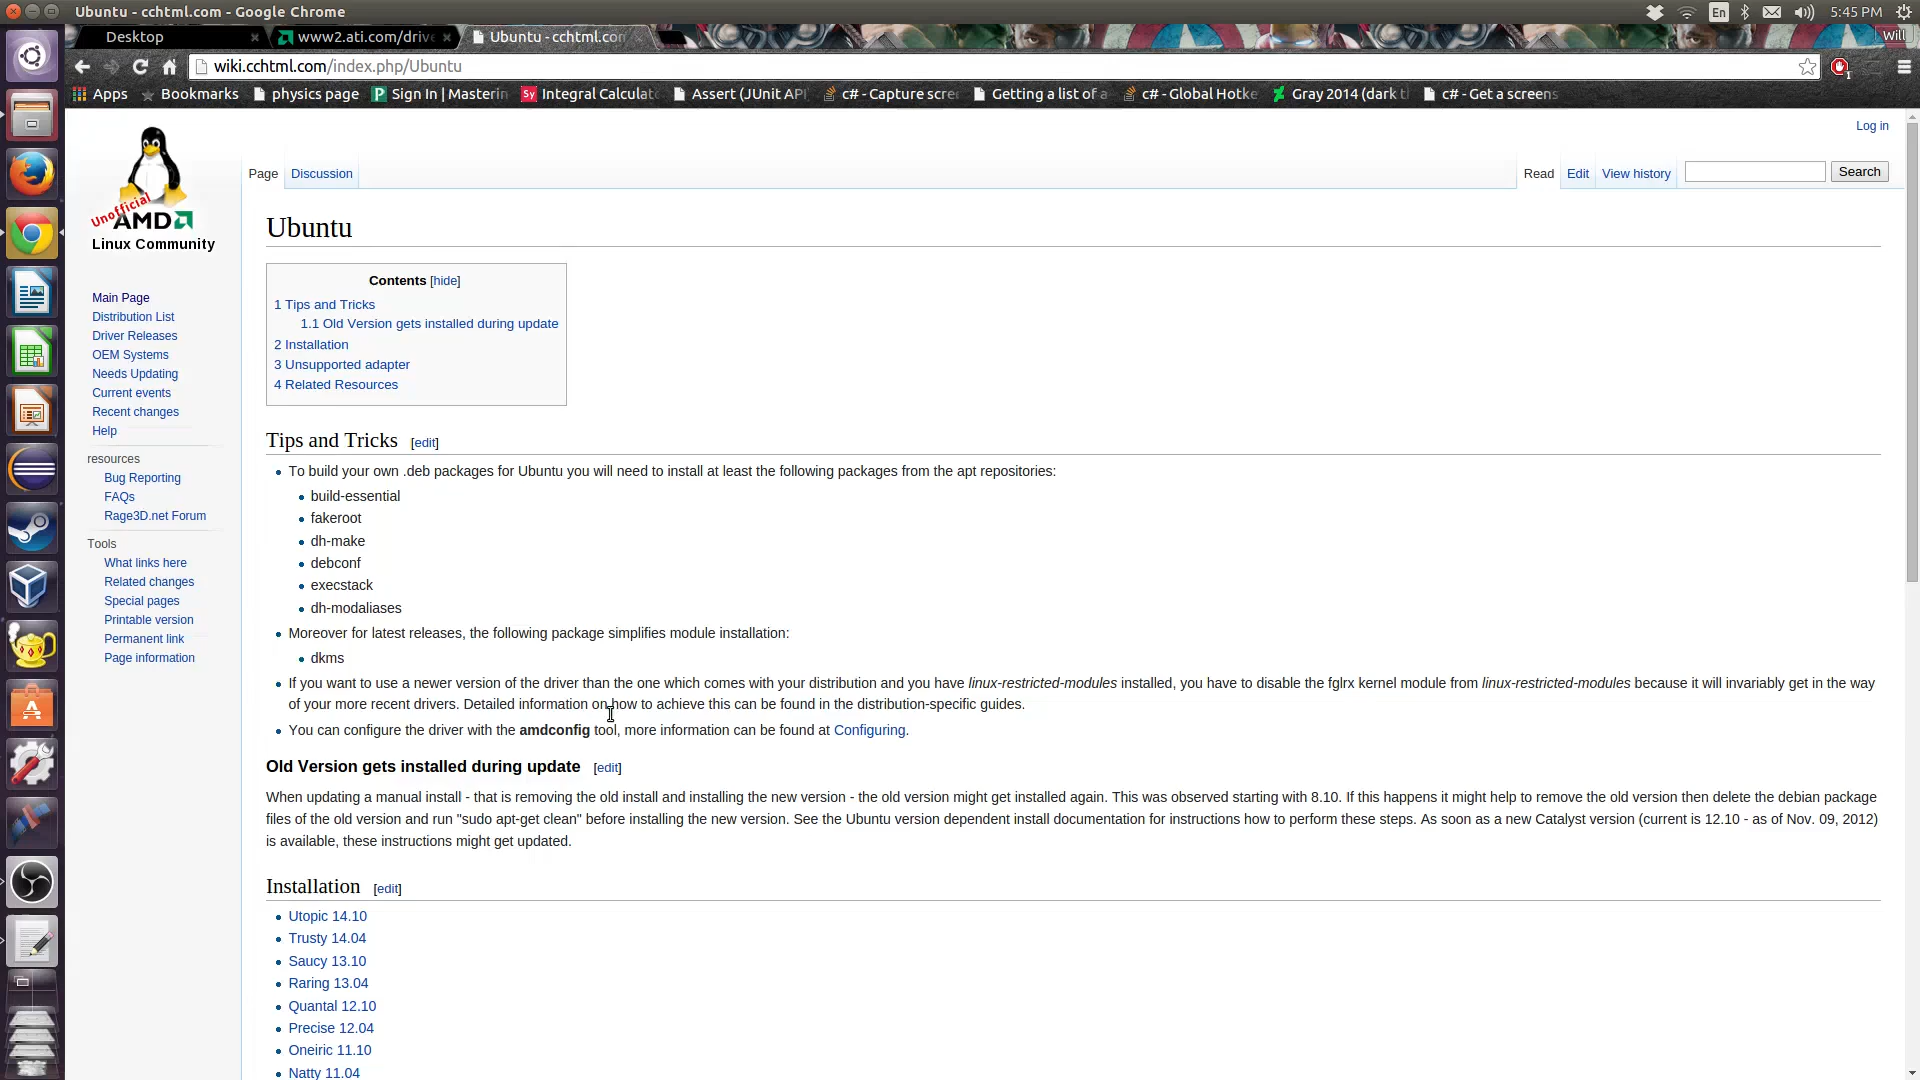 Ubuntu - cchtml.com - Google Chrome
En
5:45 PM
Desktop
www2.ati.com/drive
Ubuntu - cchtml.com
Will
wiki.cchtml.com/index.php/Ubuntu
Apps
Bookmarks
physics page
Sign In | Masterin
Integral Calculat
Assert (JUnit API
c# - Capture scre
Getting a list of a
c# - Global Hotke
Gray 2014 (dark t
c# - Get a screens
Log in
Unofficial
AMD
Linux Community
Page
Discussion
Read
Edit
View history
Search
Main Page
Distribution List
Driver Releases
OEM Systems
Needs Updating
Current events
Recent changes
Help
resources
Bug Reporting
FAQs
Rage3D.net Forum
Tools
What links here
Related changes
Special pages
Printable version
Permanent link
Page information
Ubuntu
Contents [hide]
1 Tips and Tricks
1.1 Old Version gets installed during update
2 Installation
3 Unsupported adapter
4 Related Resources
Tips and Tricks [edit]
To build your own .deb packages for Ubuntu you will need to install at least the following packages from the apt repositories:
build-essential
fakeroot
dh-make
debconf
execstack
dh-modaliases
Moreover for latest releases, the following package simplifies module installation:
dkms
If you want to use a newer version of the driver than the one which comes with your distribution and you have linux-restricted-modules installed, you have to disable the fglrx kernel module from linux-restricted-modules because it will invariably get in the way
of your more recent drivers. Detailed information on how to achieve this can be found in the distribution-specific guides.
You can configure the driver with the amdconfig tool, more information can be found at Configuring.
Old Version gets installed during update [edit]
When updating a manual install - that is removing the old install and installing the new version - the old version might get installed again. This was observed starting with 8.10. If this happens it might help to remove the old version then delete the debian package
files of the old version and run "sudo apt-get clean" before installing the new version. See the Ubuntu version dependent install documentation for instructions how to perform these steps. As soon as a new Catalyst version (current is 12.10 - as of Nov. 09, 2012)
is available, these instructions might get updated.
Installation [edit]
Utopic 14.10
Trusty 14.04
Saucy 13.10
Raring 13.04
Quantal 12.10
Precise 12.04
Oneiric 11.10
Natty 11.04